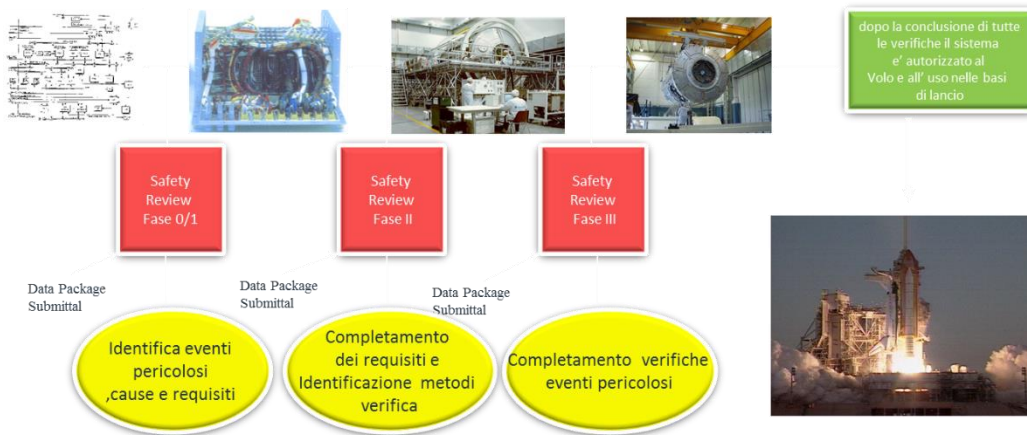 dopo la conclusione di tutte
le verifiche il sistema
e' autorizzato al
Volo e all' uso nelle basi
di lancio
Safety
Review
Fase 0/1
Safety
Review
Fase II
Safety
Review
Fase III
Data Package
Submittal
Data Package
Submittal
Data Package
Submittal
Identifica eventi
pericolosi
,cause e requisiti
Completamento
dei requisiti e
Identificazione metodi
verifica
Completamento verifiche
eventi pericolosi